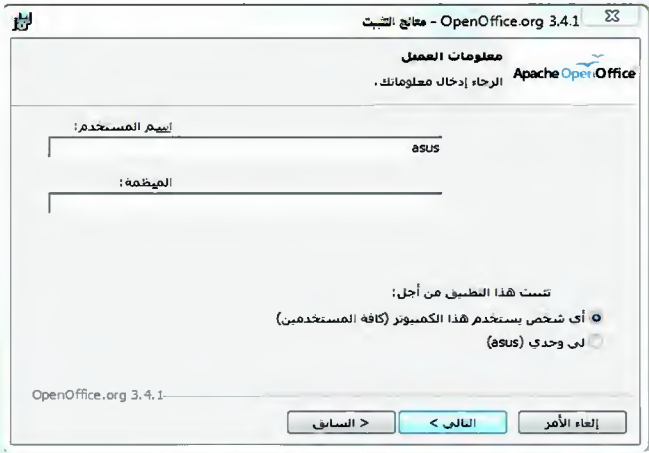 OpenOffice.org 3.4.1 - معالج التثبيت
معلومات العميل
الرجاء إدخال معلوماتك.
Apache OpenOffice
اسم المستخدم:
asus
المنظمة:
تثبيت هذا التطبيق من أجل:
أي شخص يستخدم هذا الكمبيوتر (كافة المستخدمين)
لي وحدي (asus)
OpenOffice.org 3.4.1
إلغاء الأمر
التالي >
< السابق